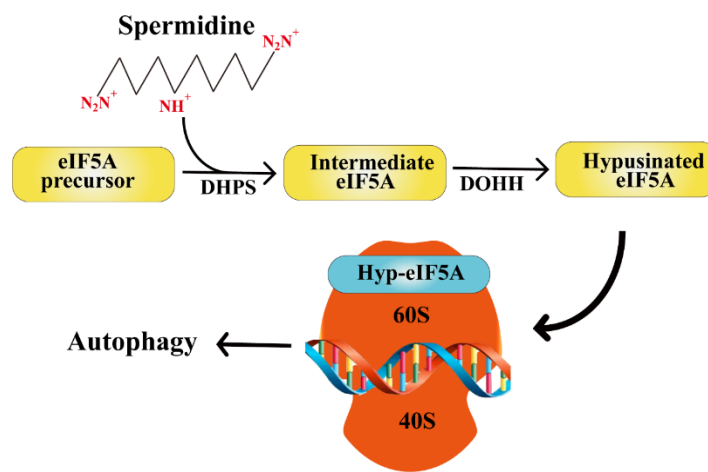 Spermidine
N₂N⁺
N₂N⁺
NH⁺
eIF5A
precursor
DHPS
Intermediate
eIF5A
DOHH
Hypusinated
eIF5A
Hyp-eIF5A
60S
Autophagy
40S